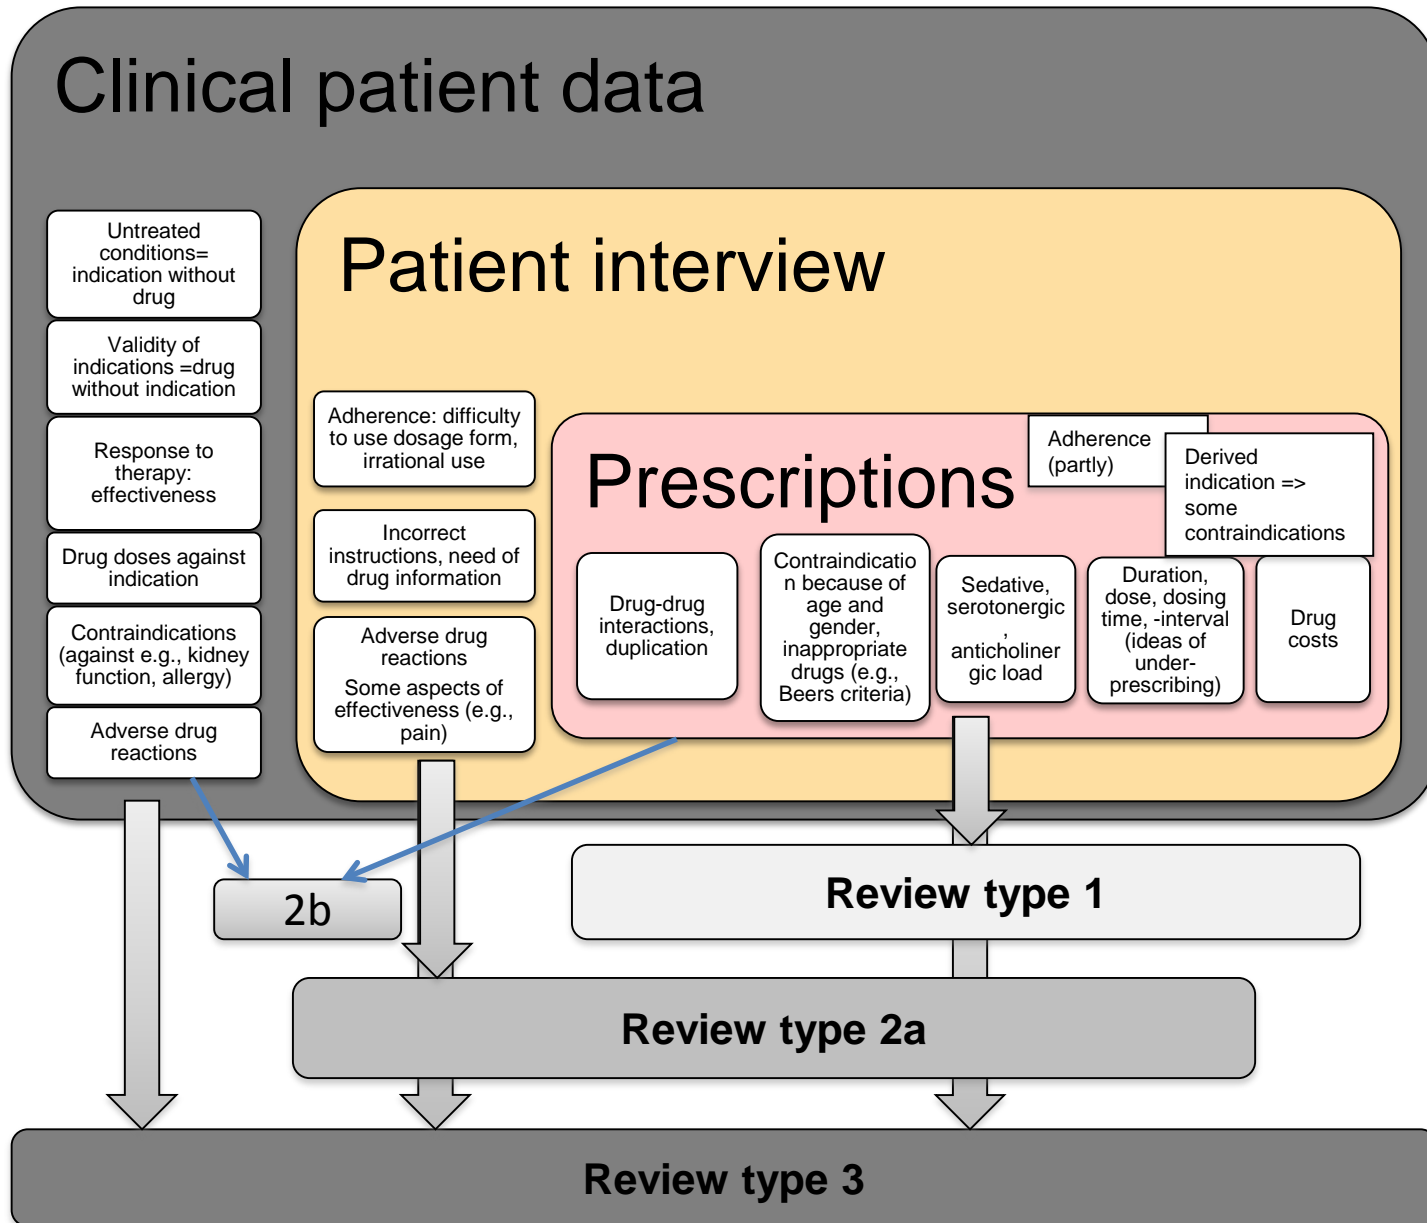 Clinical patient data
Untreated
conditions=
indication without
drug
Validity of
indications =drug
without indication
Response to
therapy:
effectiveness
Drug doses against
indication
Contraindications
(against e.g., kidney
function, allergy)
Adverse drug
reactions
Patient interview
Adherence: difficulty
to use dosage form,
irrational use
Incorrect
instructions, need of
drug information
Adverse drug
reactions
Some aspects of
effectiveness (e.g.,
pain)
Prescriptions
Adherence
(partly)
Derived
indication =>
some
contraindications
Drug-drug
interactions,
duplication
Contraindicatio
n because of
age and
gender,
inappropriate
drugs (e.g.,
Beers criteria)
Sedative,
serotonergic
,
anticholiner
gic load
Duration,
dose, dosing
time, -interval
(ideas of
under-
prescribing)
Drug
costs
2b
Review type 1
Review type 2a
Review type 3